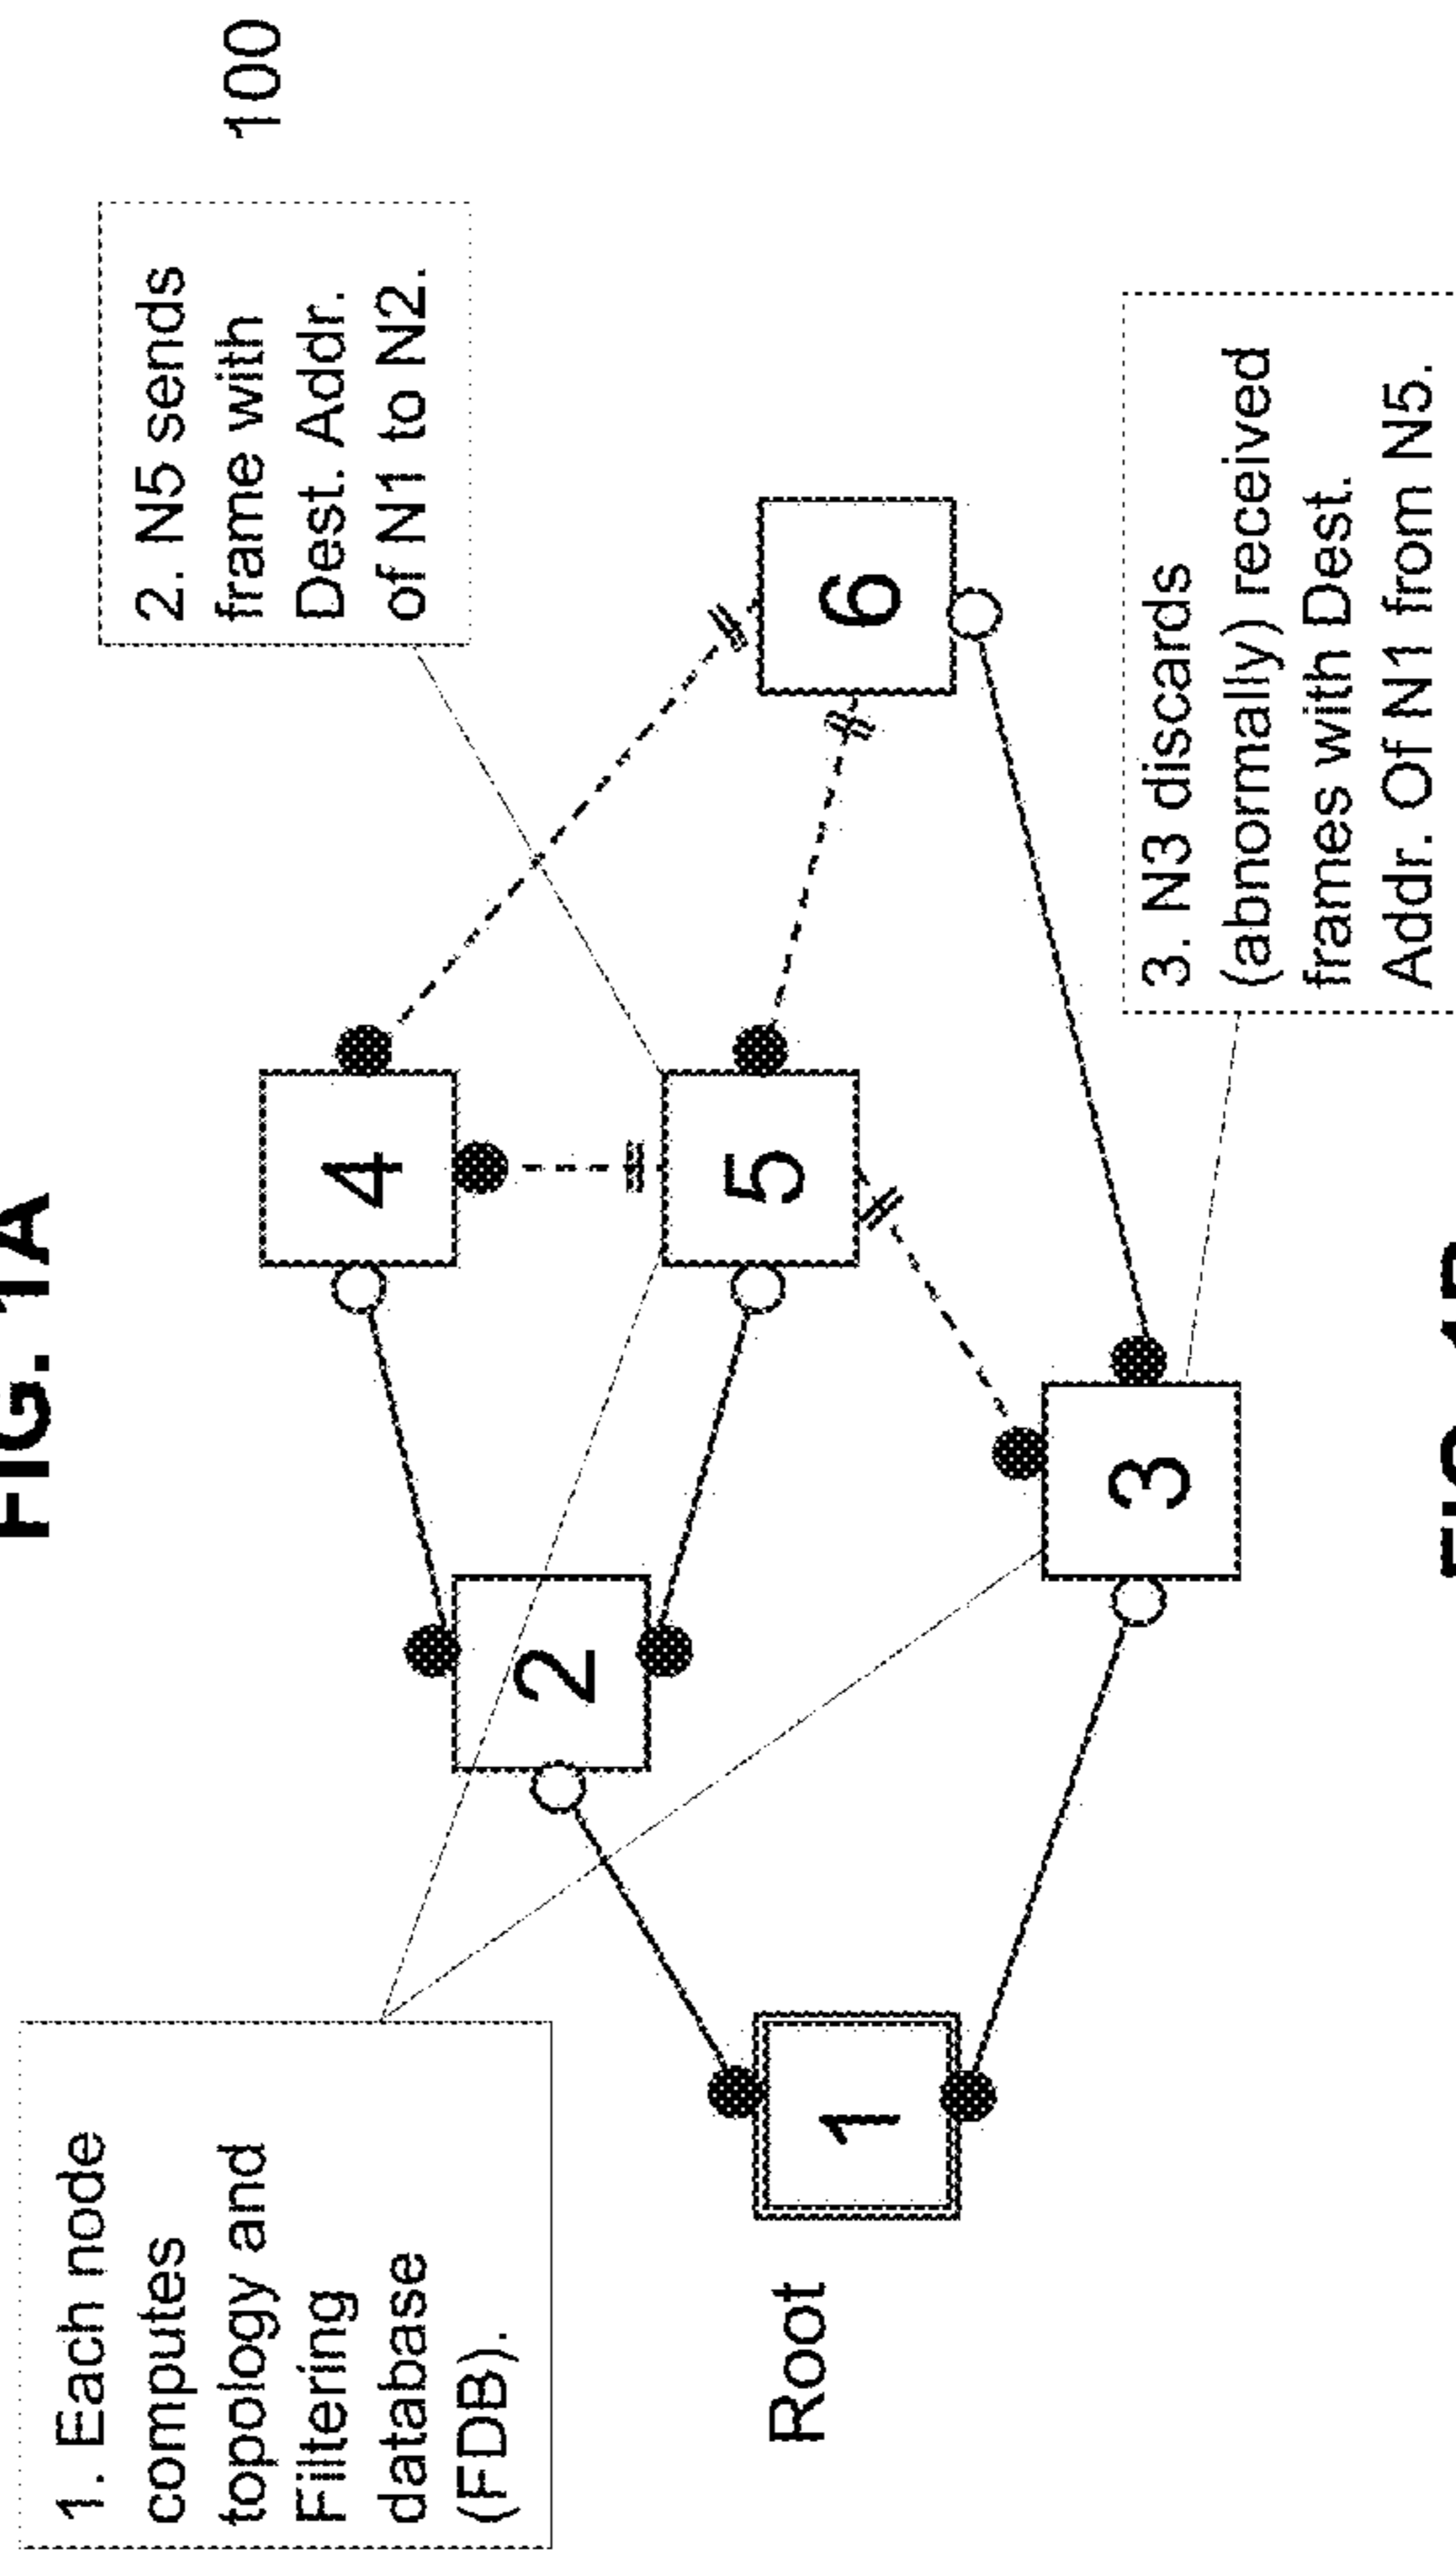 FIG. 1A
100
1. Each node
computes
topology and
Filtering
database
(FDB).
2. N5 sends
frame with
Dest. Addr.
of N1 to N2.
4
2
5
6
Root
1
3
3. N3 discards
(abnormally) received
frames with Dest.
Addr. Of N1 from N5.